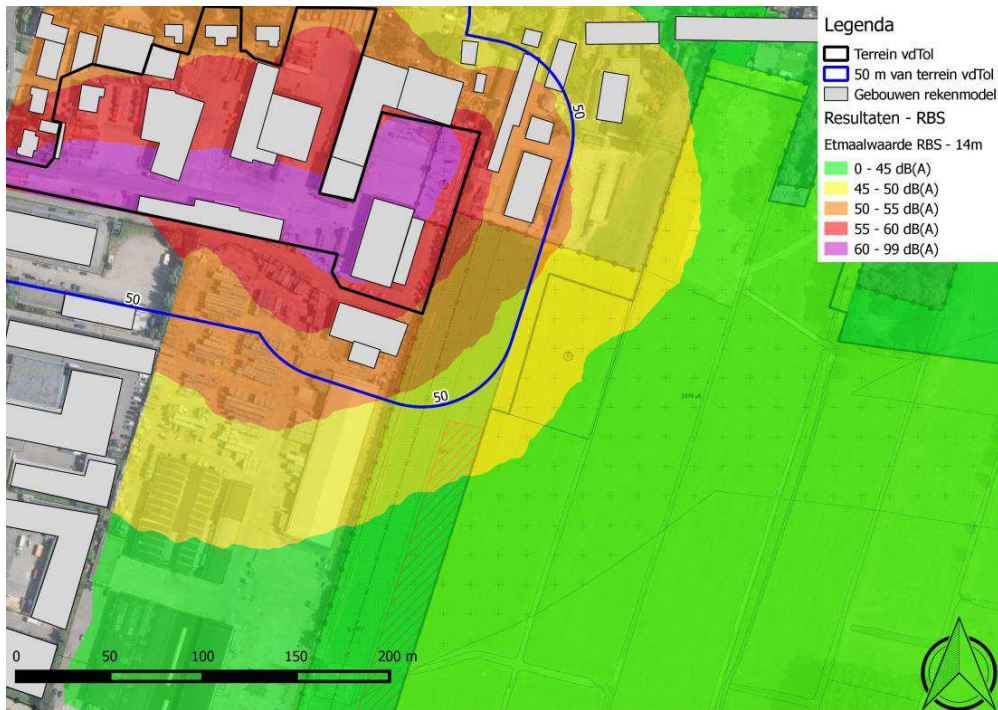 Legenda
Terrein vdTol
50 m van terrein vdTol
Gebouwen rekenmodel
Resultaten - RBS
Etmaalwaarde RBS - 14m
0 - 45 dB(A)
45 - 50 dB(A)
50 - 55 dB(A)
55 - 60 dB(A)
60 - 99 dB(A)
50
50
50
WR-A
0 50 100 150 200 m